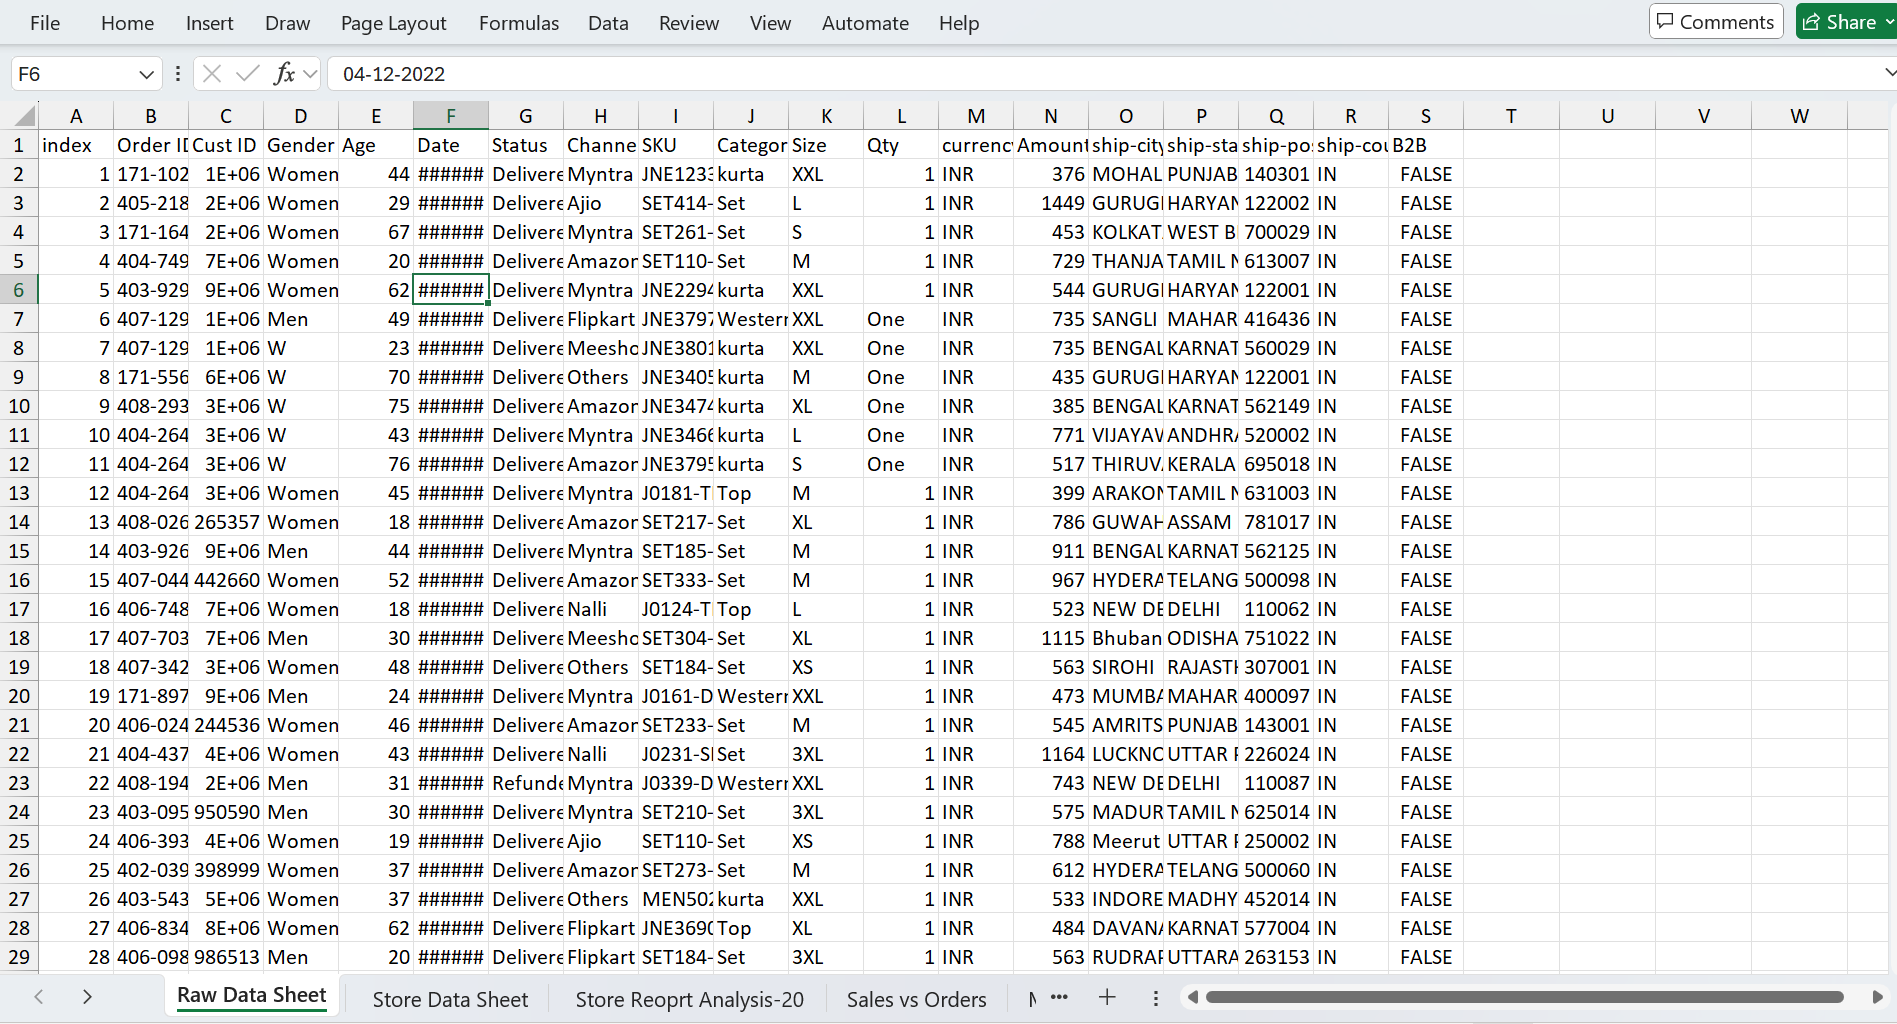 File Home Insert Draw Page Layout Formulas Data Review View Automate Help Comments Share
F6 fx 04-12-2022
A B C D E F G H I J K L M N O P Q R S T U V W
1 index Order ID Cust ID Gender Age Date Status Channe SKU Categor Size Qty currenc Amount ship-city ship-sta ship-pos ship-cou B2B
2 1 171-102 1E+06 Women 44 ###### Delivere Myntra JNE1233 kurta XXL 1 INR 376 MOHAL PUNJAB 140301 IN FALSE
3 2 405-218 2E+06 Women 29 ###### Delivere Ajio SET414- Set L 1 INR 1449 GURUG HARYAN 122002 IN FALSE
4 3 171-164 2E+06 Women 67 ###### Delivere Myntra SET261- Set S 1 INR 453 KOLKAT WEST B 700029 IN FALSE
5 4 404-749 7E+06 Women 20 ###### Delivere Amazon SET110- Set M 1 INR 729 THANJA TAMIL N 613007 IN FALSE
6 5 403-929 9E+06 Women 62 ###### Delivere Myntra JNE2294 kurta XXL 1 INR 544 GURUG HARYAN 122001 IN FALSE
7 6 407-129 1E+06 Men 49 ###### Delivere Flipkart JNE3797 Western XXL One INR 735 SANGLI MAHAR 416436 IN FALSE
8 7 407-129 1E+06 W 23 ###### Delivere Meesho JNE3801 kurta XXL One INR 735 BENGAL KARNAT 560029 IN FALSE
9 8 171-556 6E+06 W 70 ###### Delivere Others JNE3405 kurta M One INR 435 GURUG HARYAN 122001 IN FALSE
10 9 408-293 3E+06 W 75 ###### Delivere Amazon JNE3474 kurta XL One INR 385 BENGAL KARNAT 562149 IN FALSE
11 10 404-264 3E+06 W 43 ###### Delivere Myntra JNE3466 kurta L One INR 771 VIJAYAW ANDHRA 520002 IN FALSE
12 11 404-264 3E+06 W 76 ###### Delivere Amazon JNE3795 kurta S One INR 517 THIRUV KERALA 695018 IN FALSE
13 12 404-264 3E+06 Women 45 ###### Delivere Myntra J0181-T Top M 1 INR 399 ARAKON TAMIL N 631003 IN FALSE
14 13 408-026 265357 Women 18 ###### Delivere Amazon SET217- Set XL 1 INR 786 GUWAH ASSAM 781017 IN FALSE
15 14 403-926 9E+06 Men 44 ###### Delivere Myntra SET185- Set M 1 INR 911 BENGAL KARNAT 562125 IN FALSE
16 15 407-044 442660 Women 52 ###### Delivere Amazon SET333- Set M 1 INR 967 HYDERA TELANG 500098 IN FALSE
17 16 406-748 7E+06 Women 18 ###### Delivere Nalli J0124-T Top L 1 INR 523 NEW DE DELHI 110062 IN FALSE
18 17 407-703 7E+06 Men 30 ###### Delivere Meesho SET304- Set XL 1 INR 1115 Bhuban ODISHA 751022 IN FALSE
19 18 407-342 3E+06 Women 48 ###### Delivere Others SET184- Set XS 1 INR 563 SIROHI RAJASTH 307001 IN FALSE
20 19 171-897 9E+06 Men 24 ###### Delivere Myntra J0161-D Western XXL 1 INR 473 MUMBA MAHAR 400097 IN FALSE
21 20 406-024 244536 Women 46 ###### Delivere Amazon SET233- Set M 1 INR 545 AMRITS PUNJAB 143001 IN FALSE
22 21 404-437 4E+06 Women 43 ###### Delivere Nalli J0231-S Set 3XL 1 INR 1164 LUCKNO UTTAR P 226024 IN FALSE
23 22 408-194 2E+06 Men 31 ###### Refunde Myntra J0339-D Western XXL 1 INR 743 NEW DE DELHI 110087 IN FALSE
24 23 403-095 950590 Men 30 ###### Delivere Myntra SET210- Set 3XL 1 INR 575 MADUR TAMIL N 625014 IN FALSE
25 24 406-393 4E+06 Women 19 ###### Delivere Ajio SET110- Set XS 1 INR 788 Meerut UTTAR P 250002 IN FALSE
26 25 402-039 398999 Women 37 ###### Delivere Amazon SET273- Set M 1 INR 612 HYDERA TELANG 500060 IN FALSE
27 26 403-543 5E+06 Women 37 ###### Delivere Others MEN502 kurta XXL 1 INR 533 INDORE MADHY 452014 IN FALSE
28 27 406-834 8E+06 Women 62 ###### Delivere Flipkart JNE3690 Top XL 1 INR 484 DAVANA KARNAT 577004 IN FALSE
29 28 406-098 986513 Men 20 ###### Delivere Flipkart SET184- Set 3XL 1 INR 563 RUDRAP UTTARA 263153 IN FALSE
Raw Data Sheet Store Data Sheet Store Reoprt Analysis-20 Sales vs Orders